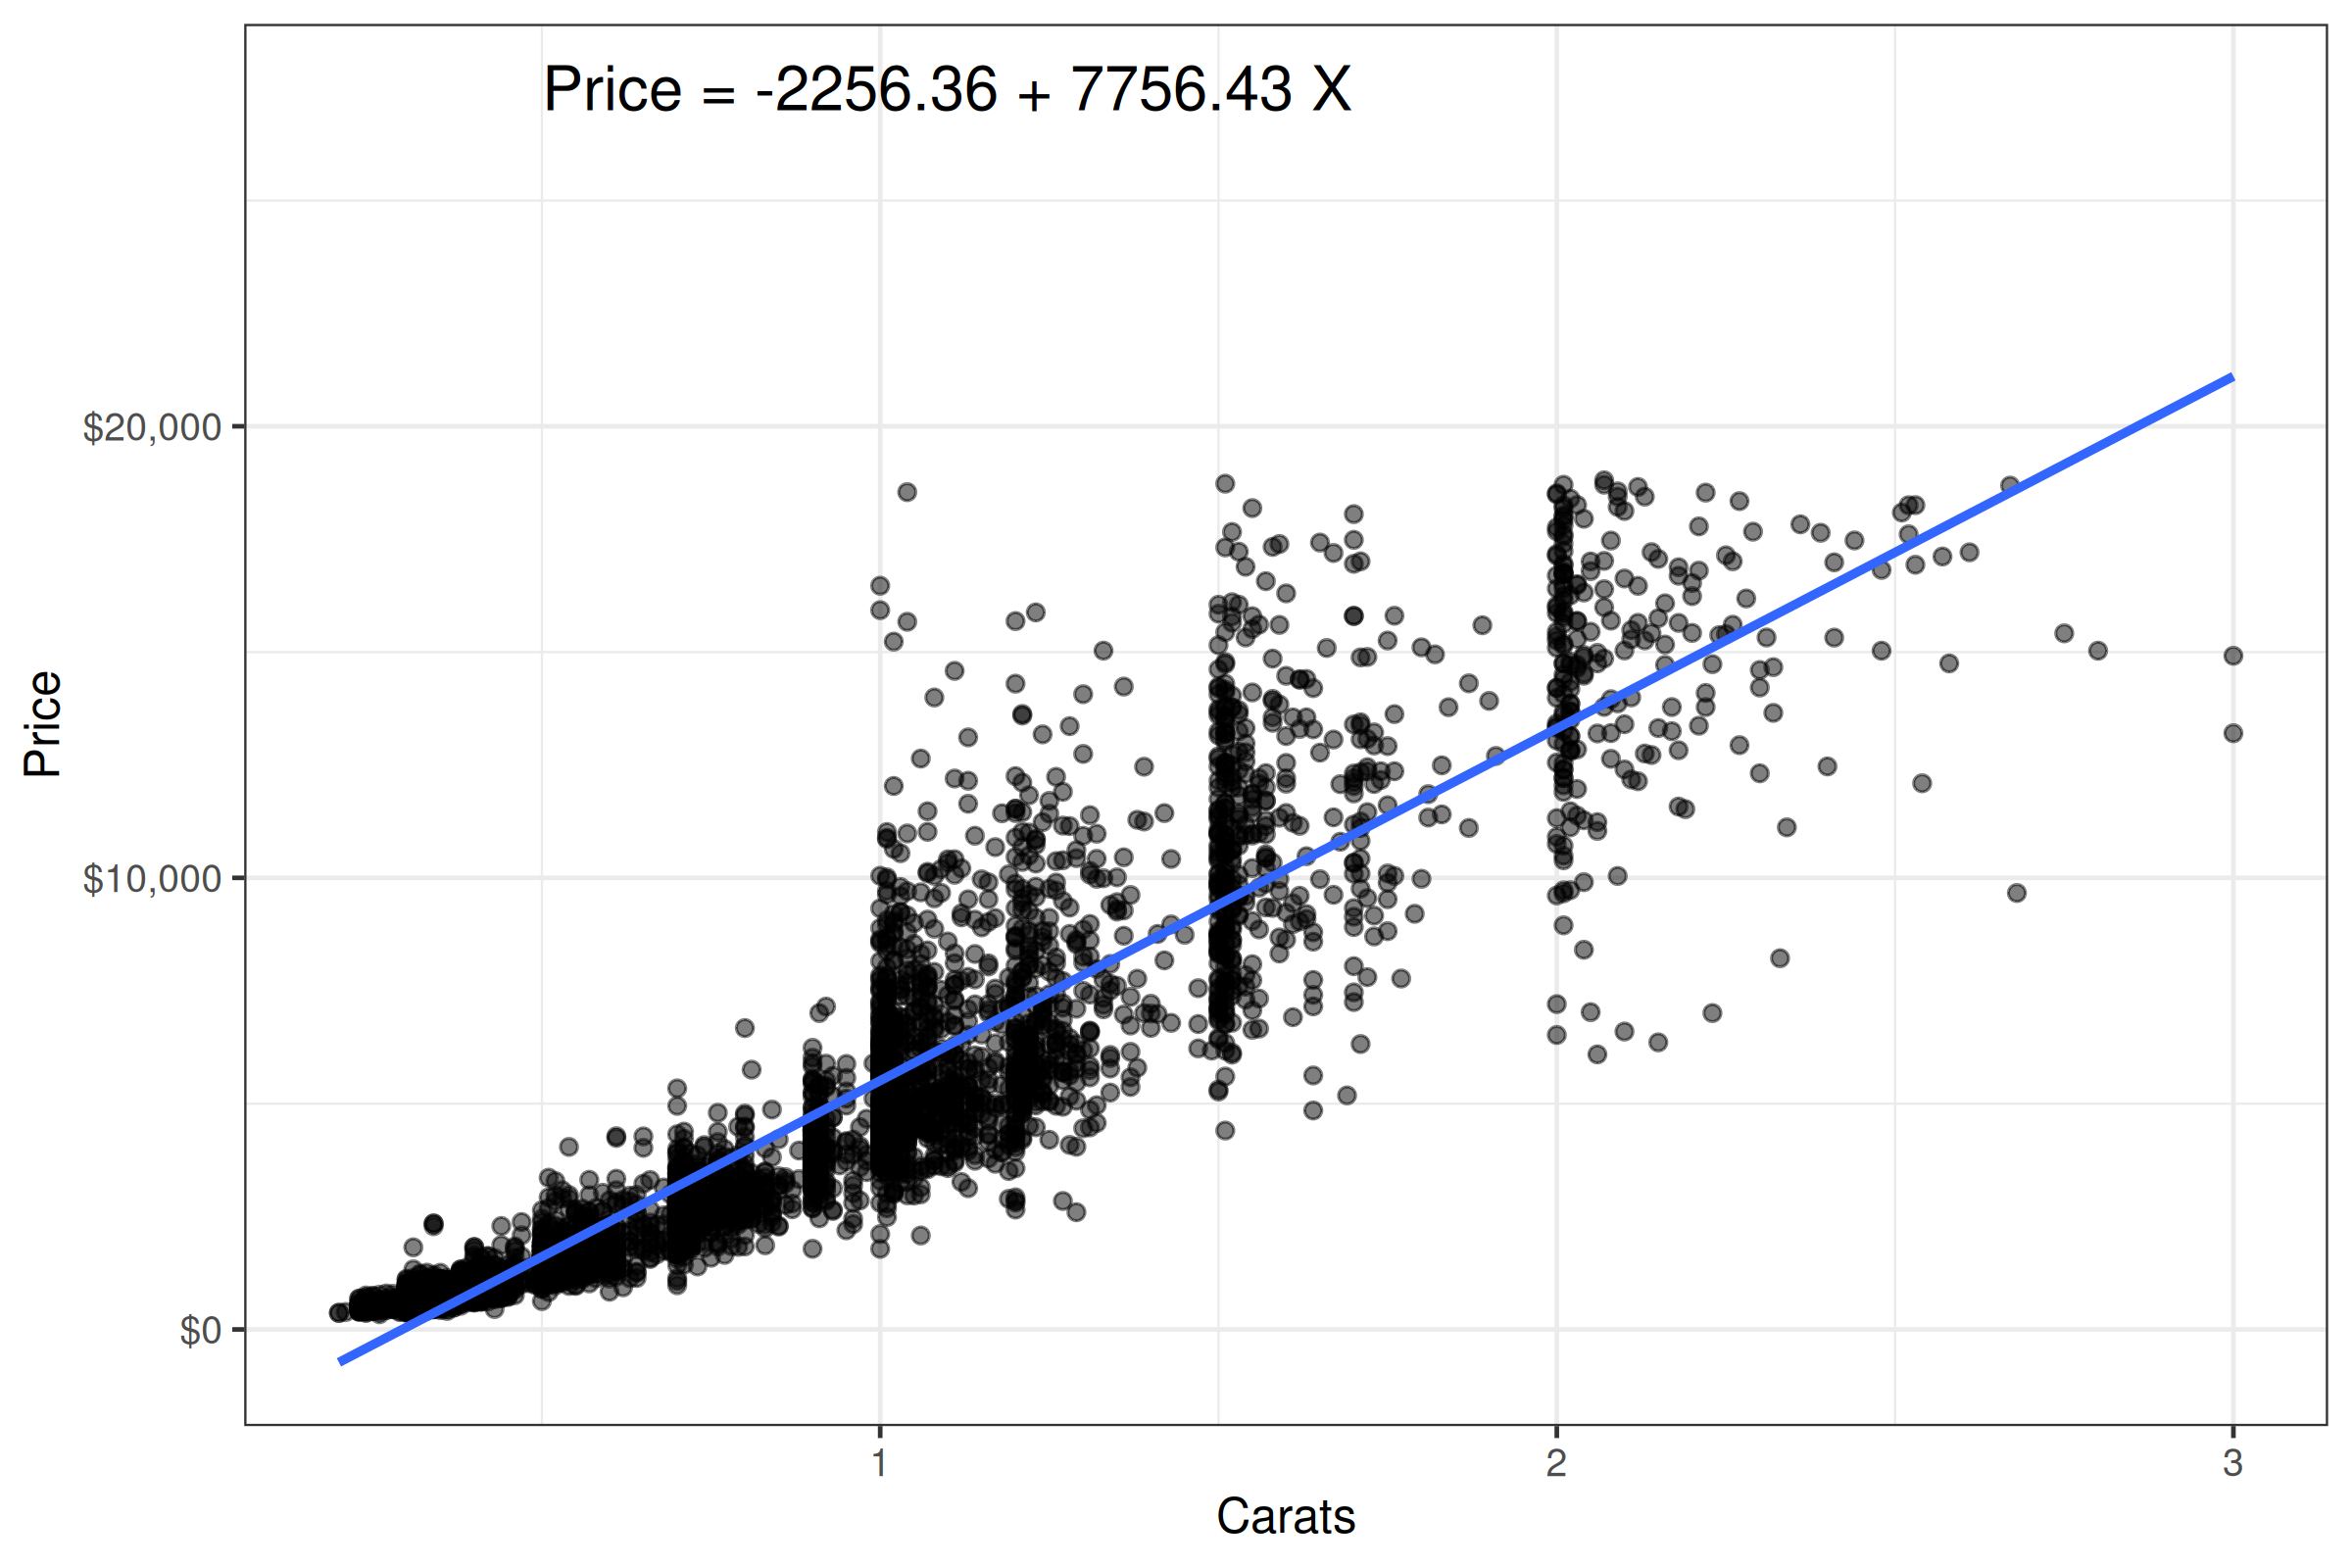 Price = -2256.36 + 7756.43 X
$20,000
$10,000
$0
Price
1
2
3
Carats